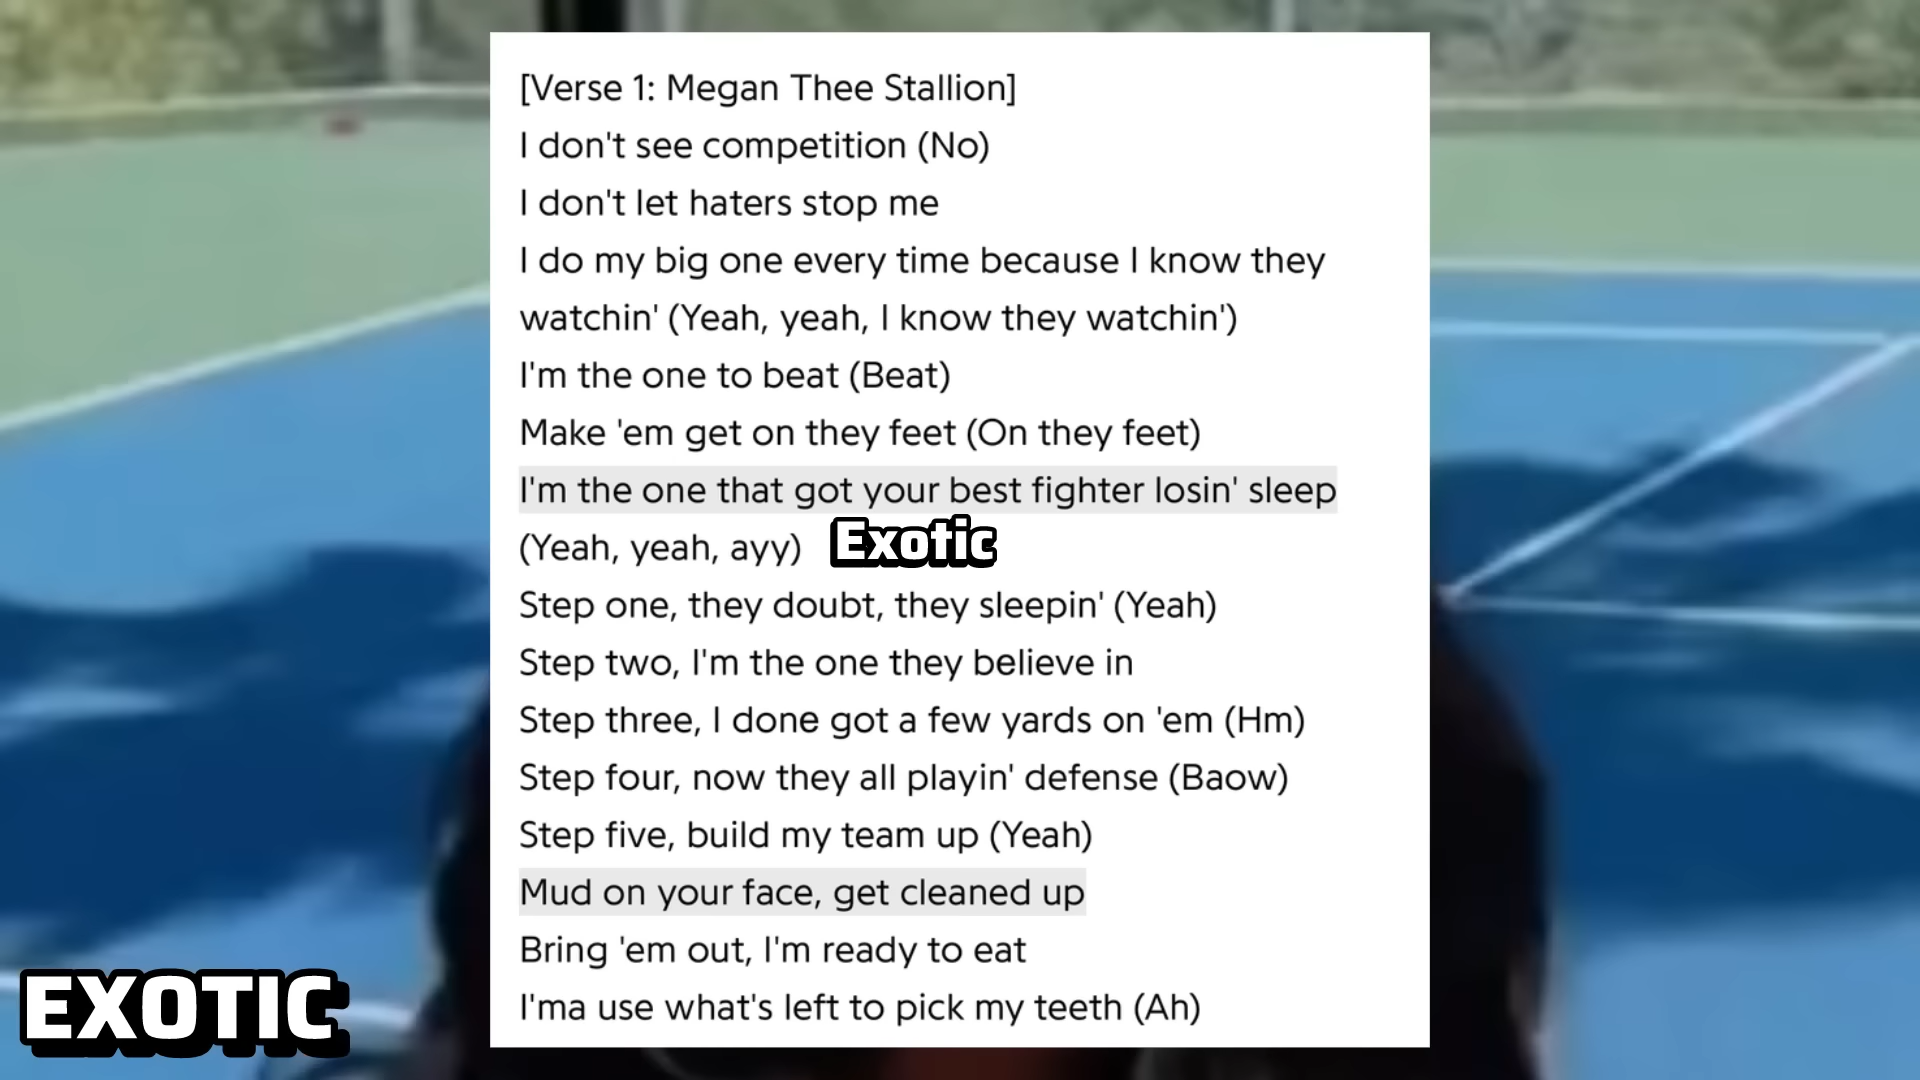 [Verse 1: Megan Thee Stallion]
I don't see competition (No)
I don't let haters stop me
I do my big one every time because I know they
watchin' (Yeah, yeah, I know they watchin')
I'm the one to beat (Beat)
Make 'em get on they feet (On they feet)
I'm the one that got your best fighter losin' sleep
(Yeah, yeah, ayy) Exotic
Step one, they doubt, they sleepin' (Yeah)
Step two, I'm the one they believe in
Step three, I done got a few yards on 'em (Hm)
Step four, now they all playin' defense (Baow)
Step five, build my team up (Yeah)
Mud on your face, get cleaned up
Bring 'em out, I'm ready to eat
I'ma use what's left to pick my teeth (Ah)
EXOTIC